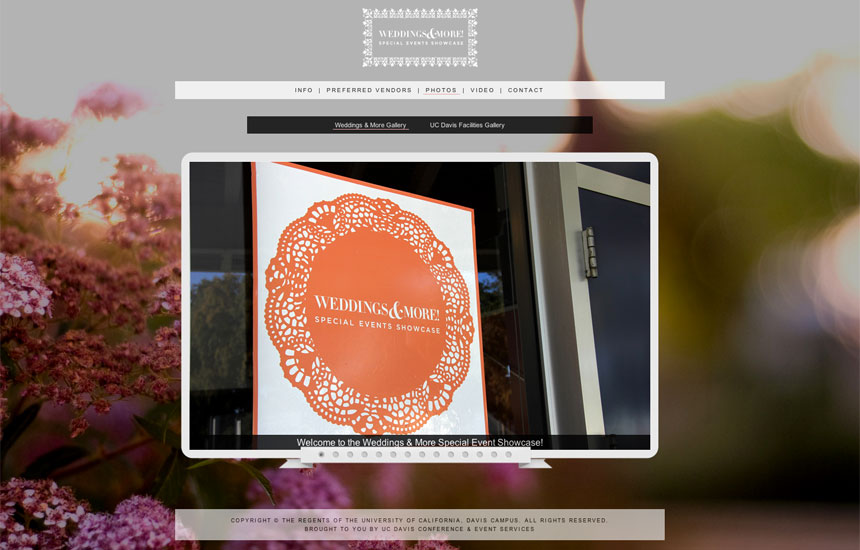 WEDDINGS&MORE!
SPECIAL EVENTS SHOWCASE
INFO | PREFERRED VENDORS | PHOTOS | VIDEO | CONTACT
Weddings & More Gallery UC Davis Facilities Gallery
WEDDINGS&MORE!
SPECIAL EVENTS SHOWCASE
Welcome to the Weddings & More Special Event Showcase!
COPYRIGHT © THE REGENTS OF THE UNIVERSITY OF CALIFORNIA, DAVIS CAMPUS. ALL RIGHTS RESERVED.
BROUGHT TO YOU BY UC DAVIS CONFERENCE & EVENT SERVICES